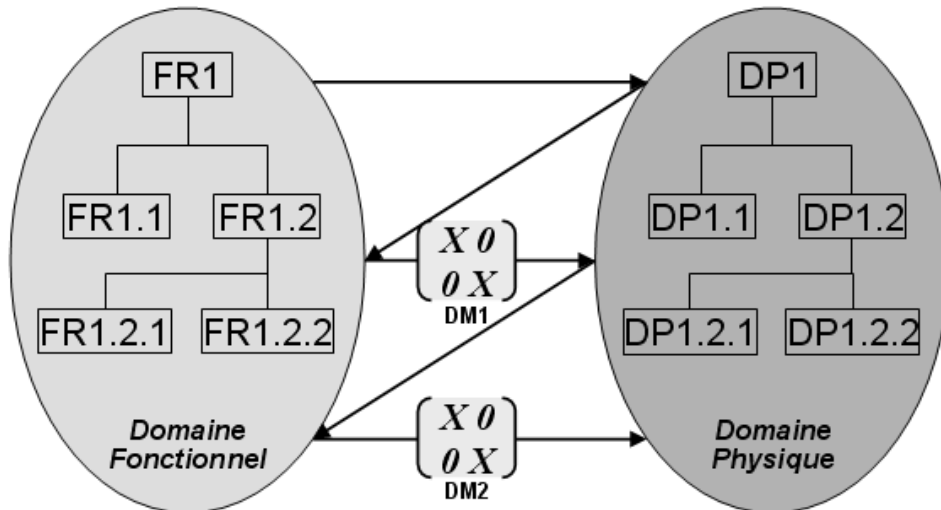 FR1
DP1
FR1.1
FR1.2
DP1.1
DP1.2
X 0
0 X
DM1
FR1.2.1
FR1.2.2
DP1.2.1
DP1.2.2
Domaine
Fonctionnel
X 0
0 X
DM2
Domaine
Physique